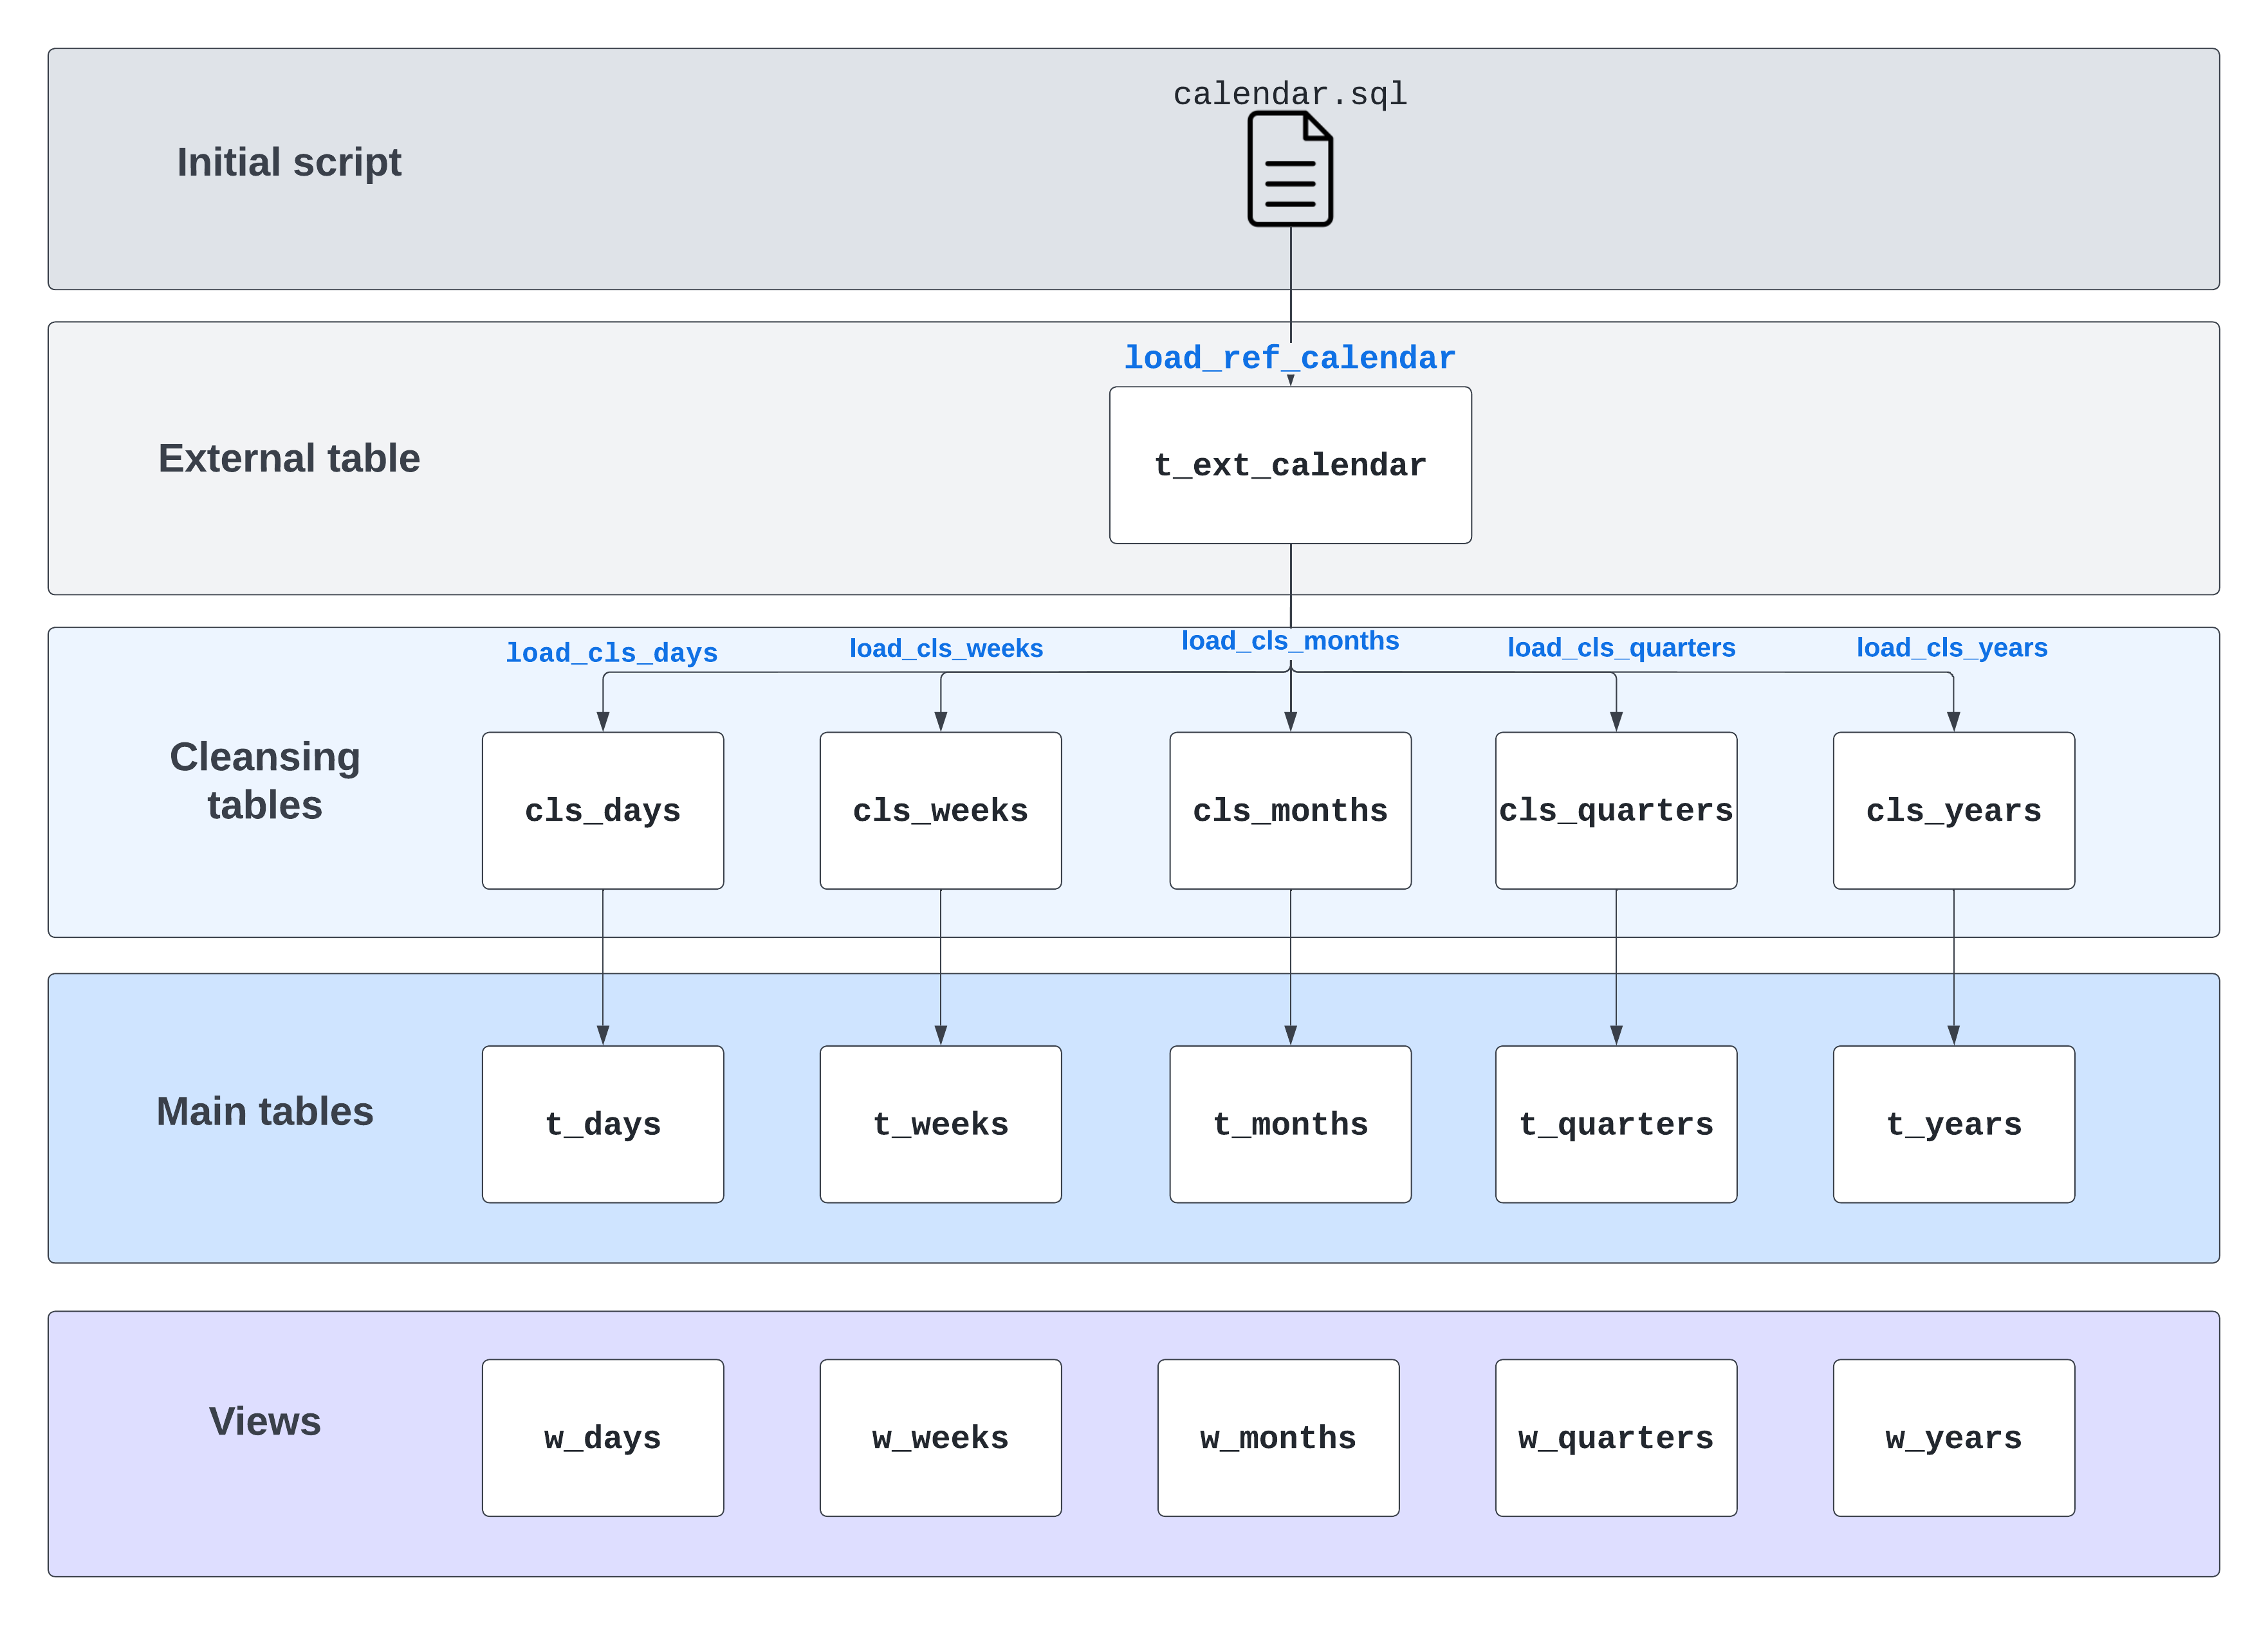 calendar.sql
Initial script
load_ref_calendar
External table
t_ext_calendar
load_cls_days
load_cls_weeks
load_cls_months
load_cls_quarters
load_cls_years
Cleansing
tables
cls_days
cls_weeks
cls_months
cls_quarters
cls_years
Main tables
t_days
t_weeks
t_months
t_quarters
t_years
Views
w_days
w_weeks
w_months
w_quarters
w_years